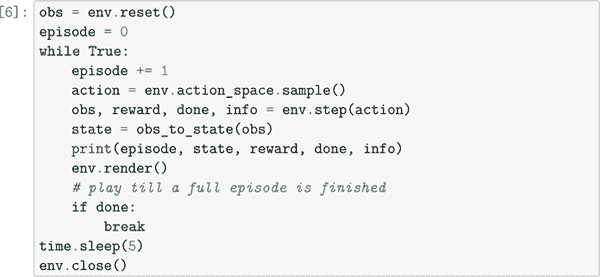 [6]: obs = env.reset()
episode = 0
while True:
    episode += 1
    action = env.action_space.sample()
    obs, reward, done, info = env.step(action)
    state = obs_to_state(obs)
    print(episode, state, reward, done, info)
    env.render()
    # play till a full episode is finished
    if done:
        break
time.sleep(5)
env.close()